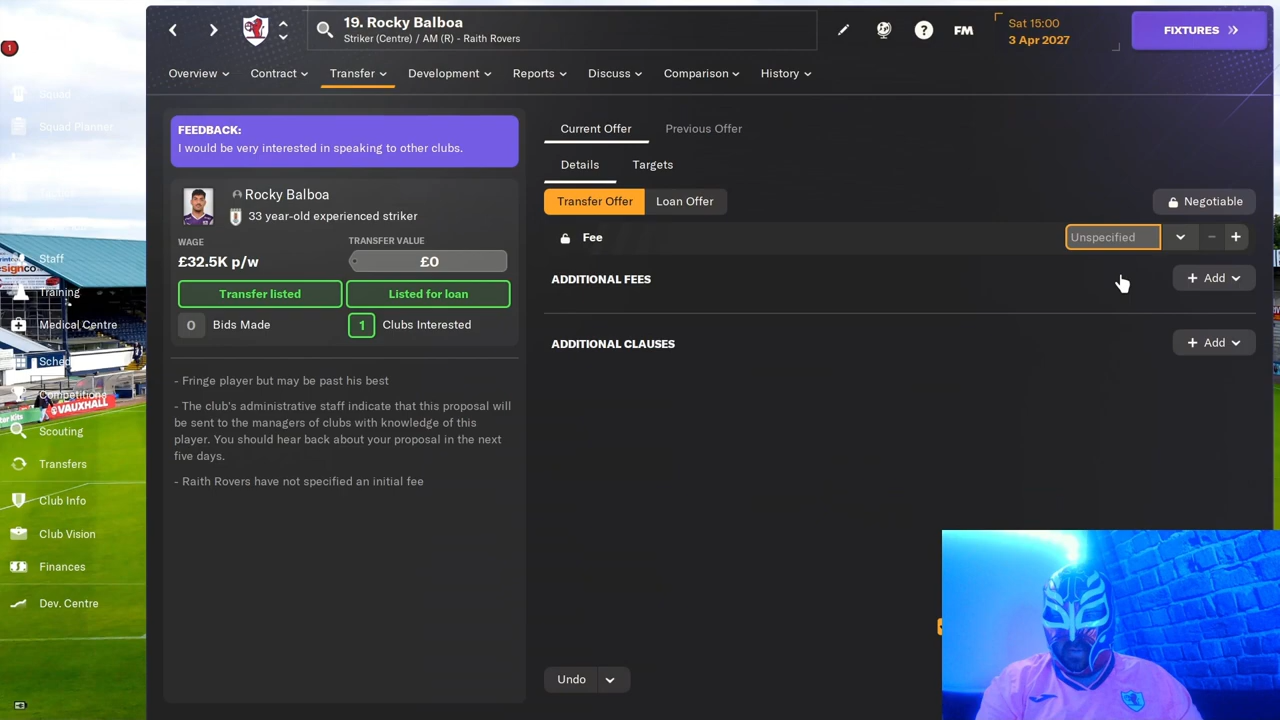 19. Rocky Balboa
Striker (Centre) / AM (R) - Raith Rovers
FM
Sat 15:00
3 Apr 2027
FIXTURES
1
Overview
Contract
Transfer
Development
Reports
Discuss
Comparison
History
Squad
Squad Planner
Staff
Training
Medical Centre
Sched
Competitions
Scouting
Transfers
Club Info
Club Vision
Finances
Dev. Centre
VAUXHALL
FEEDBACK:
I would be very interested in speaking to other clubs.
Rocky Balboa
33 year-old experienced striker
WAGE
TRANSFER VALUE
£32.5K p/w
£0
Transfer listed
Listed for loan
0 Bids Made
1 Clubs Interested
- Fringe player but may be past his best
- The club's administrative staff indicate that this proposal will
be sent to the managers of clubs with knowledge of this
player. You should hear back about your proposal in the next
five days.
- Raith Rovers have not specified an initial fee
Current Offer
Previous Offer
Details
Targets
Transfer Offer
Loan Offer
Negotiable
Fee
Unspecified
ADDITIONAL FEES
+ Add
ADDITIONAL CLAUSES
+ Add
Undo